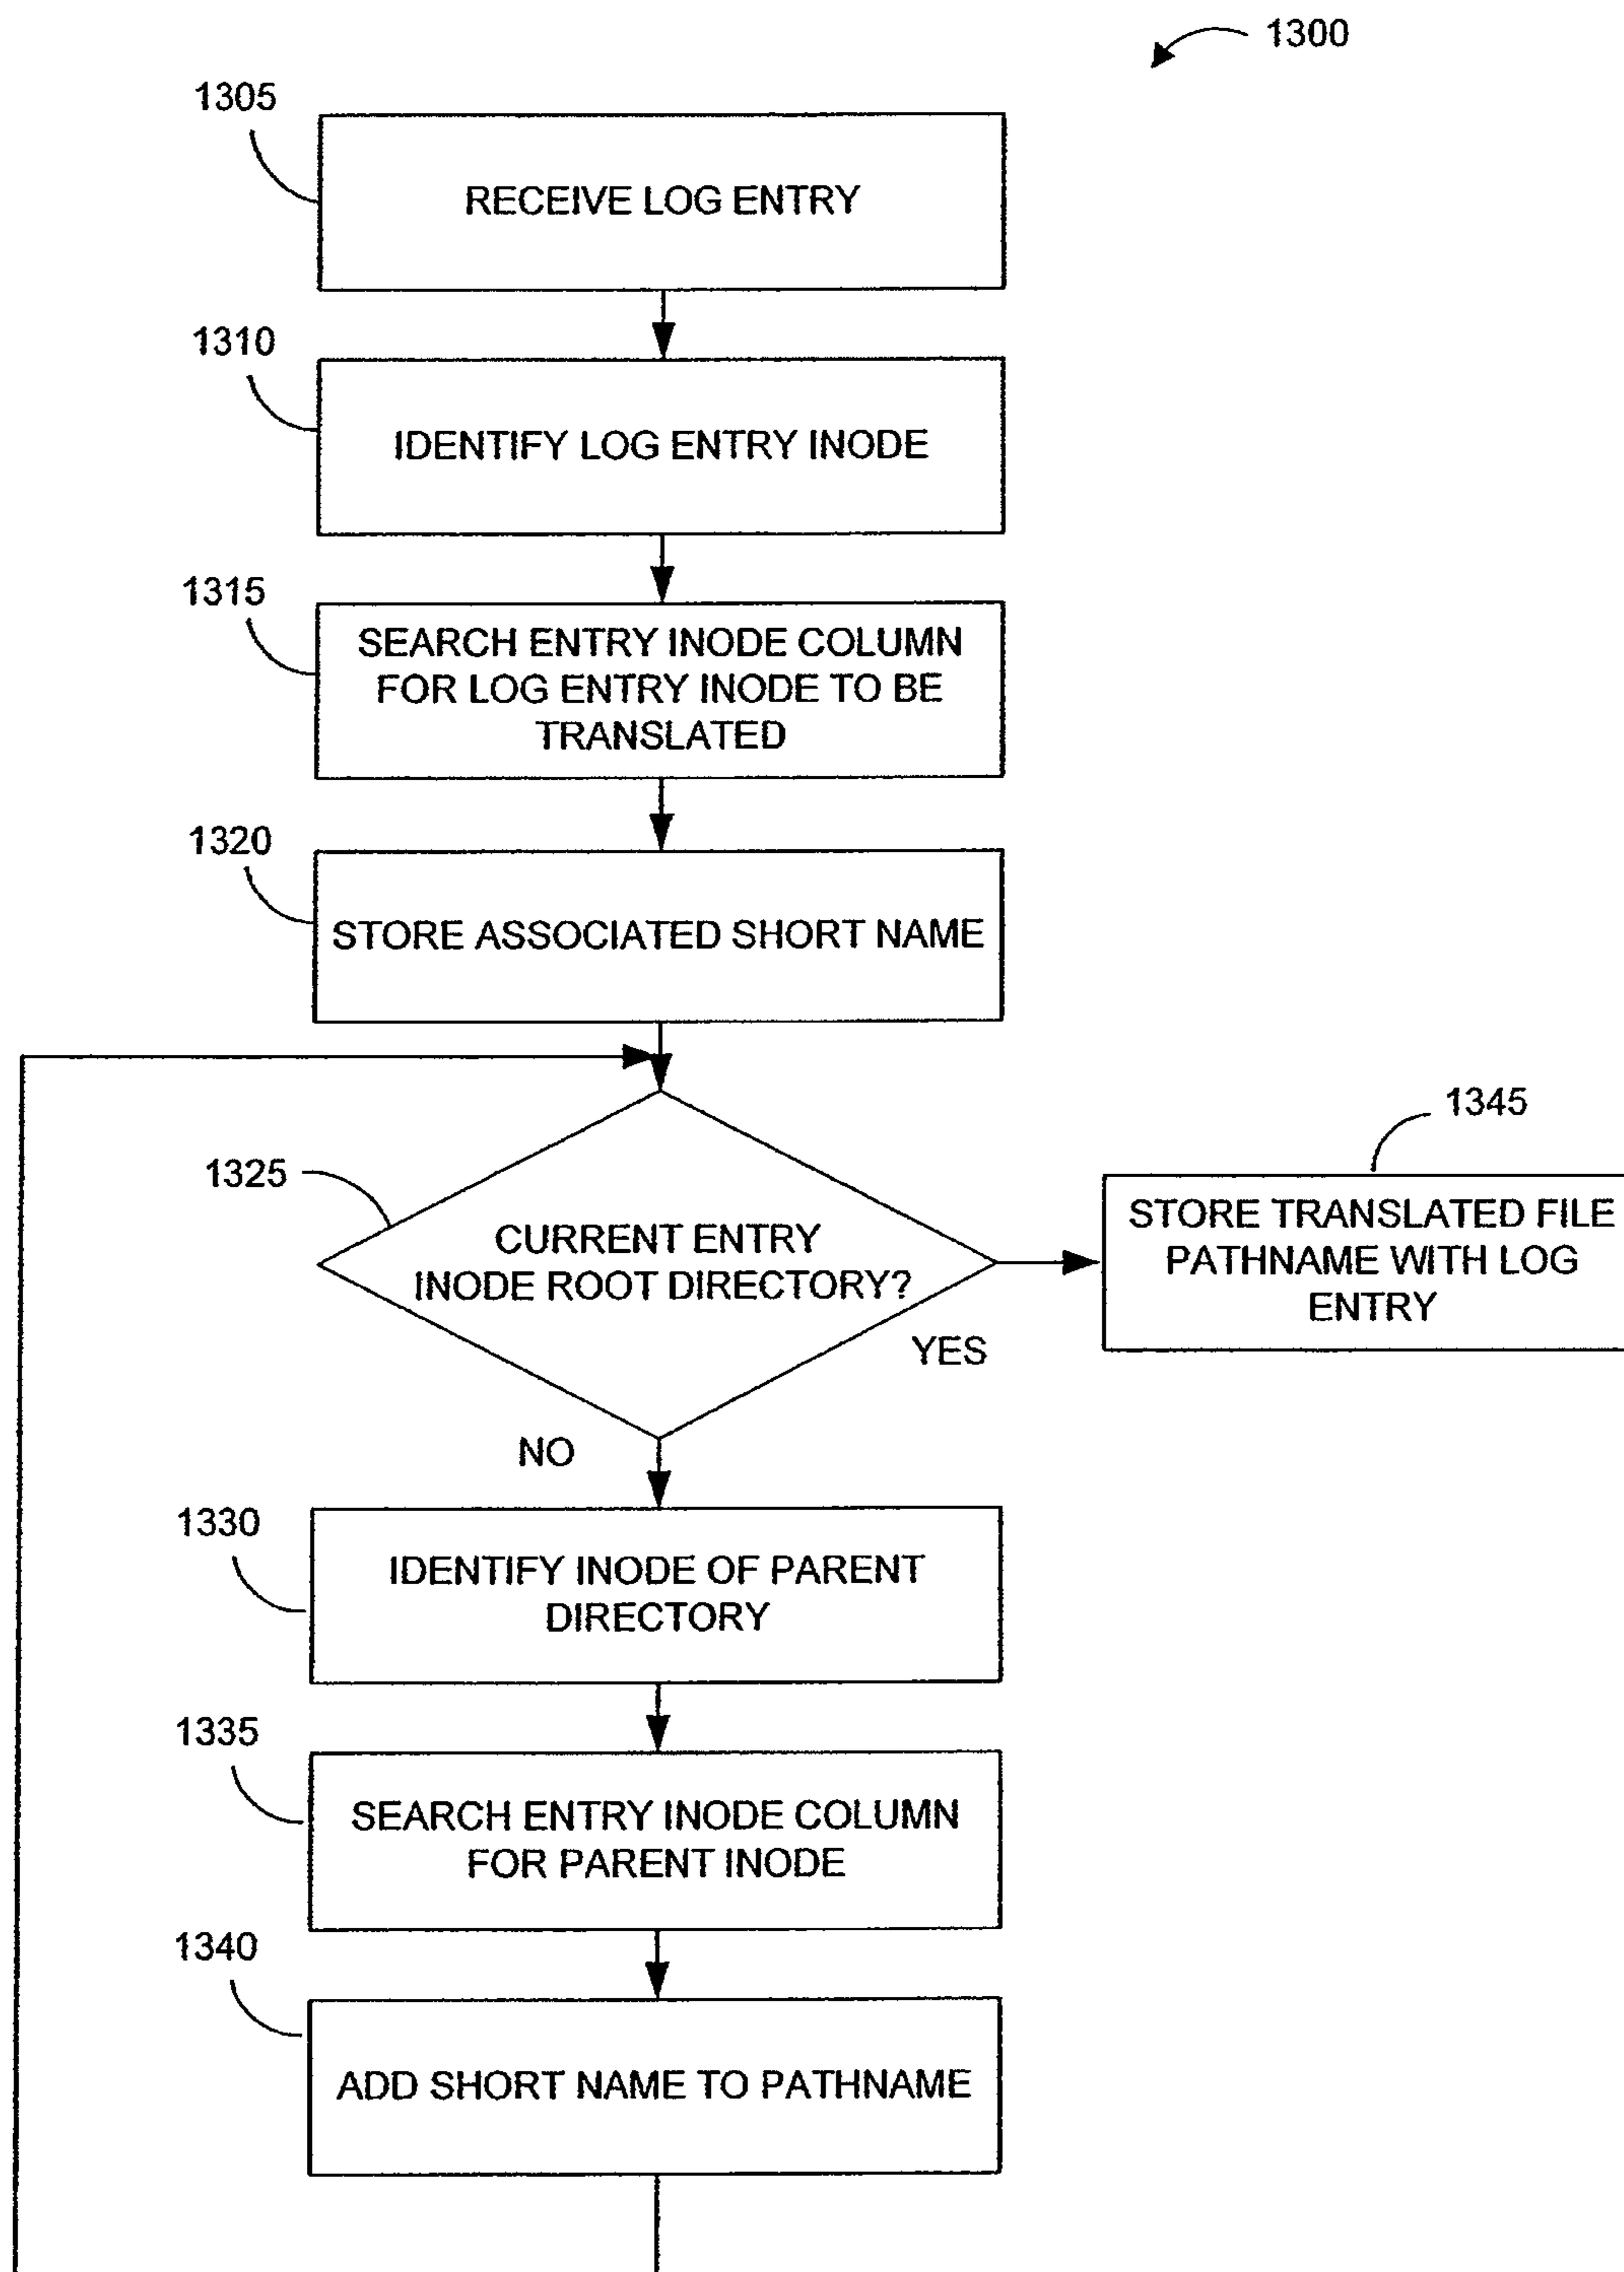 1300
1305
RECEIVE LOG ENTRY
1310
IDENTIFY LOG ENTRY INODE
1315
SEARCH ENTRY INODE COLUMN
FOR LOG ENTRY INODE TO BE
TRANSLATED
1320
STORE ASSOCIATED SHORT NAME
1325
CURRENT ENTRY
INODE ROOT DIRECTORY?
YES
1345
STORE TRANSLATED FILE
PATHNAME WITH LOG
ENTRY
NO
1330
IDENTIFY INODE OF PARENT
DIRECTORY
1335
SEARCH ENTRY INODE COLUMN
FOR PARENT INODE
1340
ADD SHORT NAME TO PATHNAME